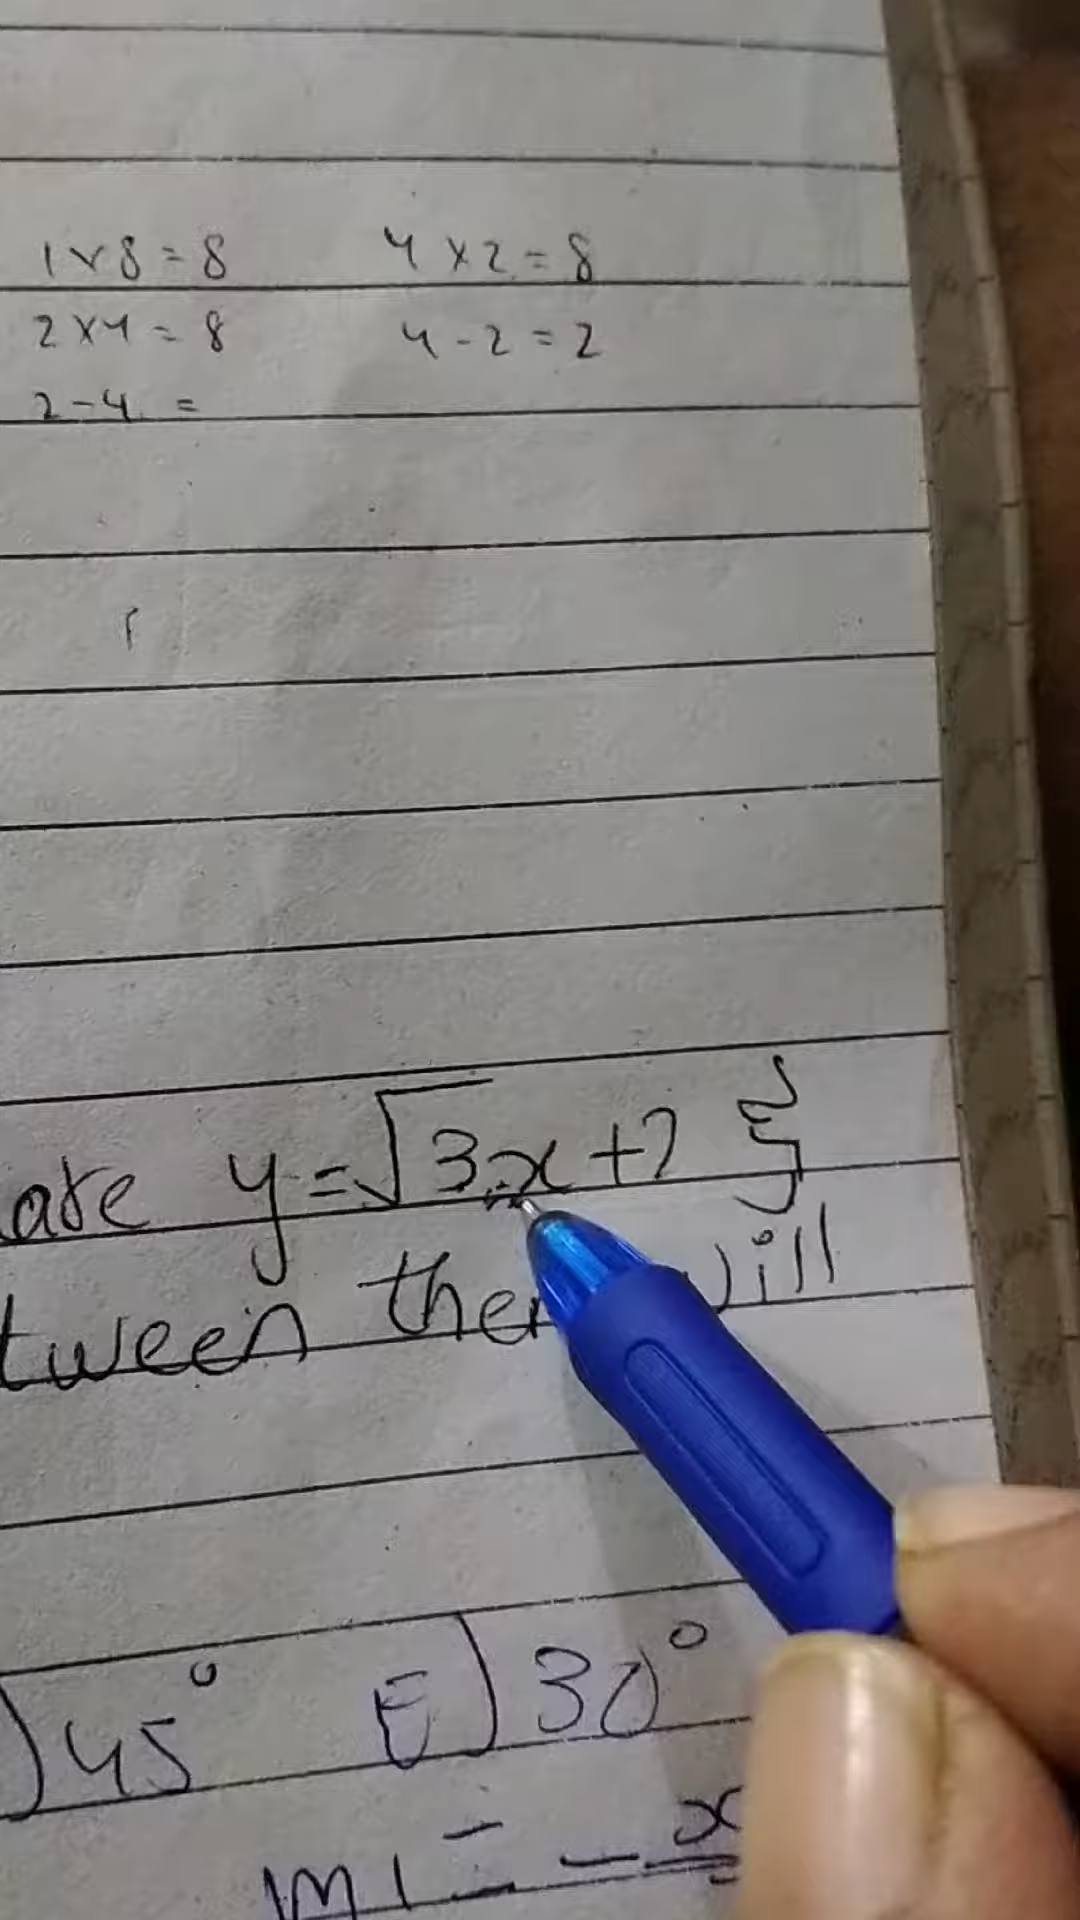 1×8=8 4×2=8
2×4=8 4-2=2
2-4=
are y=√3x+7 &
tween the will
)45° E)30°
m1 = -x